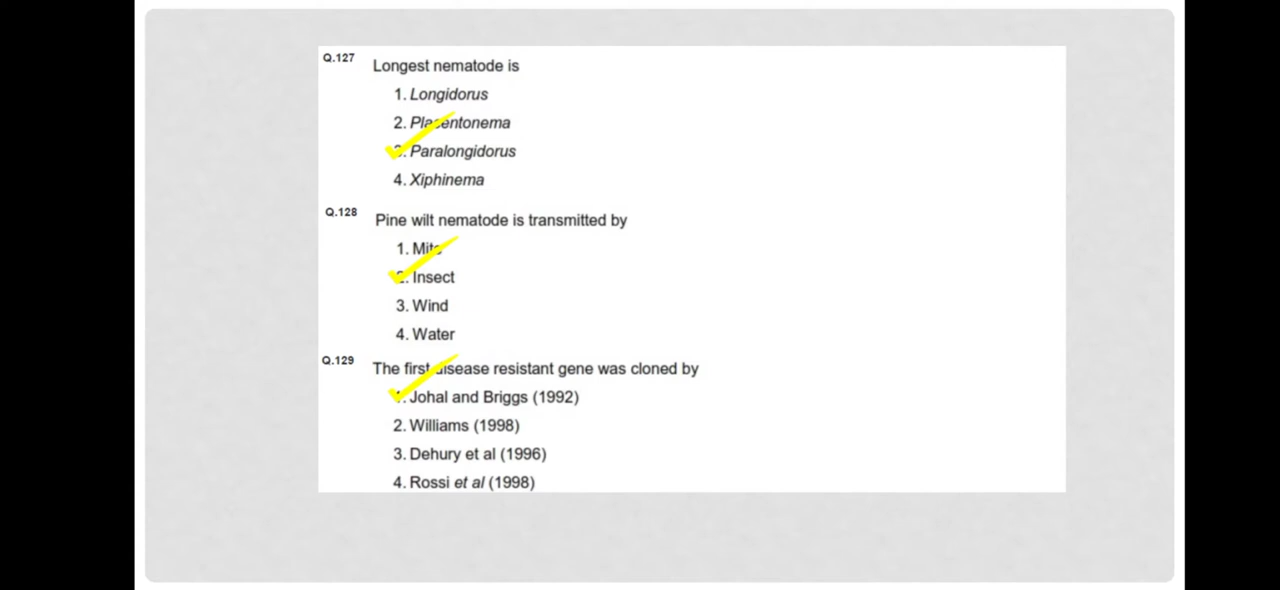 Q.127 Longest nematode is
1. Longidorus
2. Placentonema
3. Paralongidorus
4. Xiphinema
Q.128 Pine wilt nematode is transmitted by
1. Mite
2. Insect
3. Wind
4. Water
Q.129 The first disease resistant gene was cloned by
1. Johal and Briggs (1992)
2. Williams (1998)
3. Dehury et al (1996)
4. Rossi et al (1998)